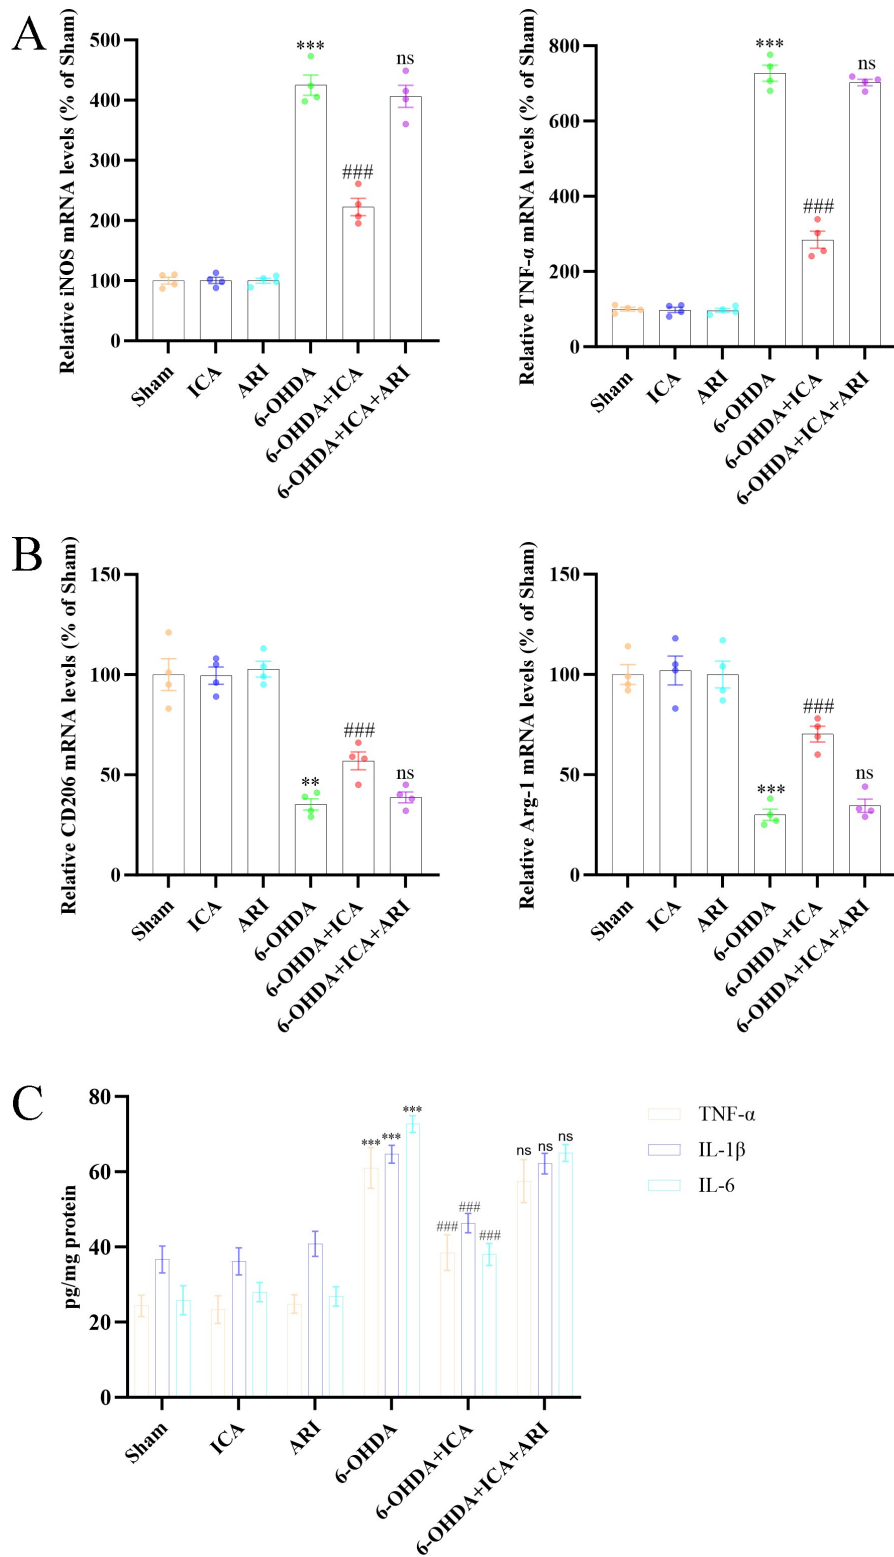 A
Relative iNOS mRNA levels (% of Sham)
500
400
300
200
100
0
***
###
ns
Sham
ICA
ARI
6-OHDA
6-OHDA+ICA
6-OHDA+ICA+ARI
Relative TNF-α mRNA levels (% of Sham)
800
600
400
200
0
***
###
ns
Sham
ICA
ARI
6-OHDA
6-OHDA+ICA
6-OHDA+ICA+ARI
B
Relative CD206 mRNA levels (% of Sham)
150
100
50
0
**
###
ns
Sham
ICA
ARI
6-OHDA
6-OHDA+ICA
6-OHDA+ICA+ARI
Relative Arg-1 mRNA levels (% of Sham)
150
100
50
0
***
###
ns
Sham
ICA
ARI
6-OHDA
6-OHDA+ICA
6-OHDA+ICA+ARI
C
pg/mg protein
80
60
40
20
0
*** *** ***
### ### ###
ns ns ns
Sham
ICA
ARI
6-OHDA
6-OHDA+ICA
6-OHDA+ICA+ARI
TNF-α
IL-1β
IL-6